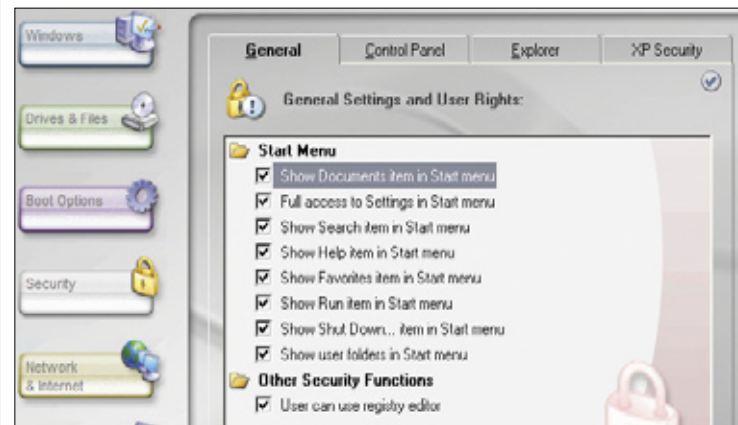 Windows
Drives & Files
Boot Options
Security
Network
& Internet
General
Control Panel
Explorer
XP Security
General Settings and User Rights:
Start Menu
Show Documents item in Start menu
Full access to Settings in Start menu
Show Search item in Start menu
Show Help item in Start menu
Show Favorites item in Start menu
Show Run item in Start menu
Show Shut Down... item in Start menu
Show user folders in Start menu
Other Security Functions
User can use registry editor